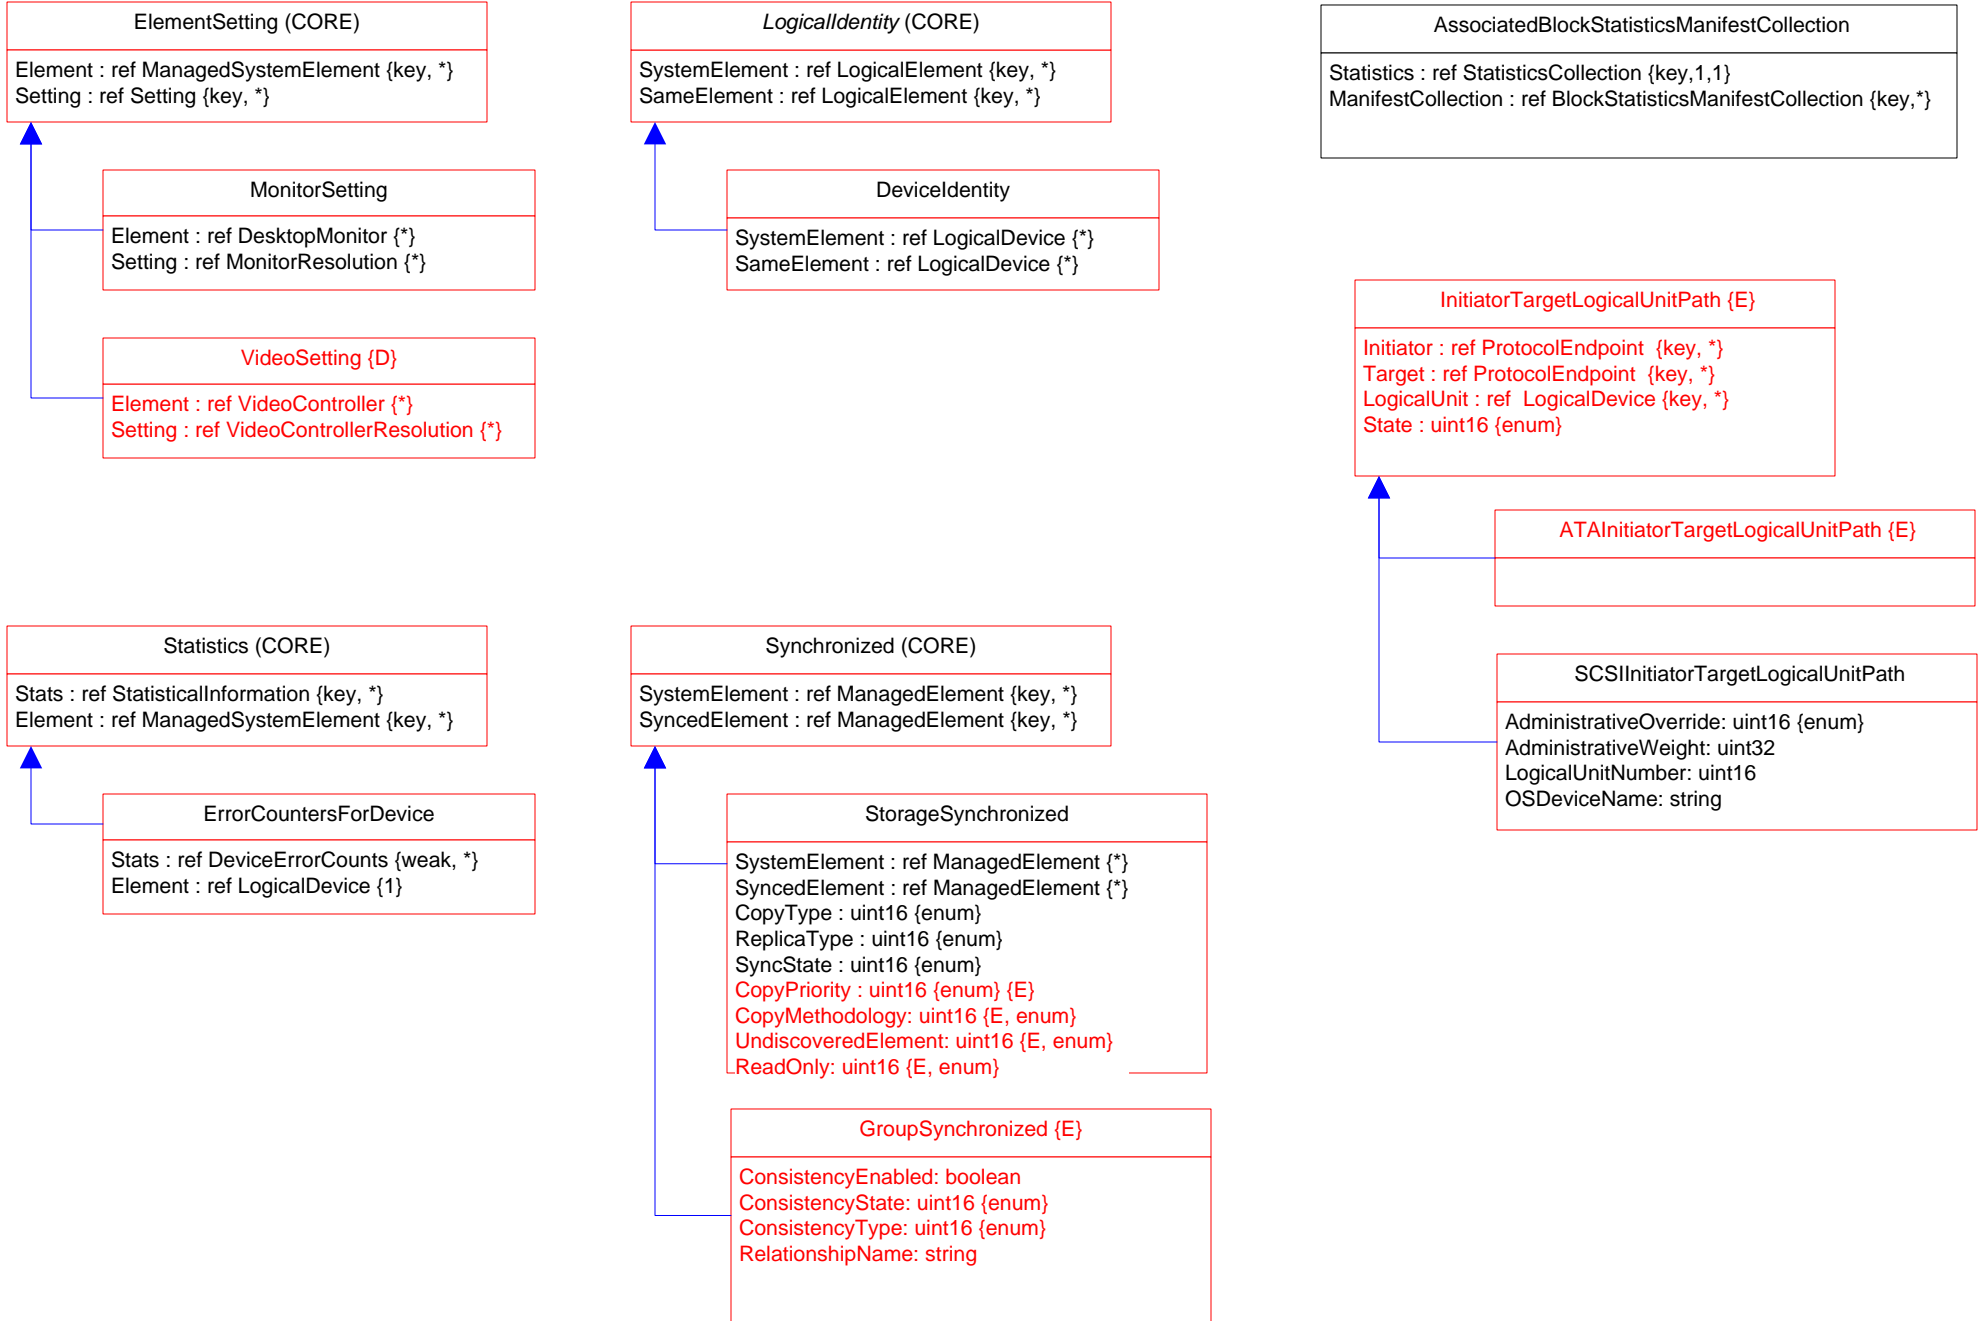 ElementSetting (CORE)
Element : ref ManagedSystemElement {key, *}
Setting : ref Setting {key, *}
MonitorSetting
Element : ref DesktopMonitor {*}
Setting : ref MonitorResolution {*}
VideoSetting {D}
Element : ref VideoController {*}
Setting : ref VideoControllerResolution {*}
LogicalIdentity (CORE)
SystemElement : ref LogicalElement {key, *}
SameElement : ref LogicalElement {key, *}
DeviceIdentity
SystemElement : ref LogicalDevice {*}
SameElement : ref LogicalDevice {*}
AssociatedBlockStatisticsManifestCollection
Statistics : ref StatisticsCollection {key,1,1}
ManifestCollection : ref BlockStatisticsManifestCollection {key,*}
InitiatorTargetLogicalUnitPath {E}
Initiator : ref ProtocolEndpoint  {key, *}
Target : ref ProtocolEndpoint  {key, *}
LogicalUnit : ref  LogicalDevice {key, *}
State : uint16 {enum}
ATAInitiatorTargetLogicalUnitPath {E}
SCSIInitiatorTargetLogicalUnitPath
AdministrativeOverride: uint16 {enum}
AdministrativeWeight: uint32
LogicalUnitNumber: uint16
OSDeviceName: string
Statistics (CORE)
Stats : ref StatisticalInformation {key, *}
Element : ref ManagedSystemElement {key, *}
ErrorCountersForDevice
Stats : ref DeviceErrorCounts {weak, *}
Element : ref LogicalDevice {1}
Synchronized (CORE)
SystemElement : ref ManagedElement {key, *}
SyncedElement : ref ManagedElement {key, *}
StorageSynchronized
SystemElement : ref ManagedElement {*}
SyncedElement : ref ManagedElement {*}
CopyType : uint16 {enum}
ReplicaType : uint16 {enum}
SyncState : uint16 {enum}
CopyPriority : uint16 {enum} {E}
CopyMethodology: uint16 {E, enum}
UndiscoveredElement: uint16 {E, enum}
ReadOnly: uint16 {E, enum}
GroupSynchronized {E}
ConsistencyEnabled: boolean
ConsistencyState: uint16 {enum}
ConsistencyType: uint16 {enum}
RelationshipName: string